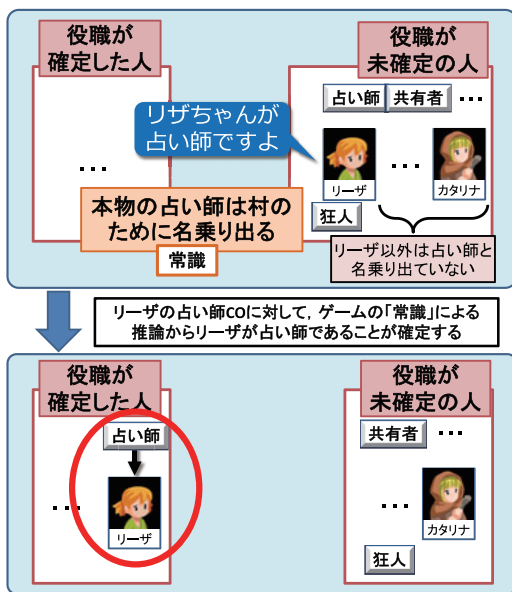 役職が
確定した人
役職が
未確定の人
占い師
共有者
…
リザちゃんが
占い師ですよ
…
リーザ
…
カタリナ
狂人
本物の占い師は村の
ために名乗り出る
常識
リーザ以外は占い師と
名乗り出ていない
リーザの占い師COに対して，ゲームの「常識」による
推論からリーザが占い師であることが確定する
役職が
確定した人
占い師
…
リーザ
役職が
未確定の人
共有者
…
…
カタリナ
狂人